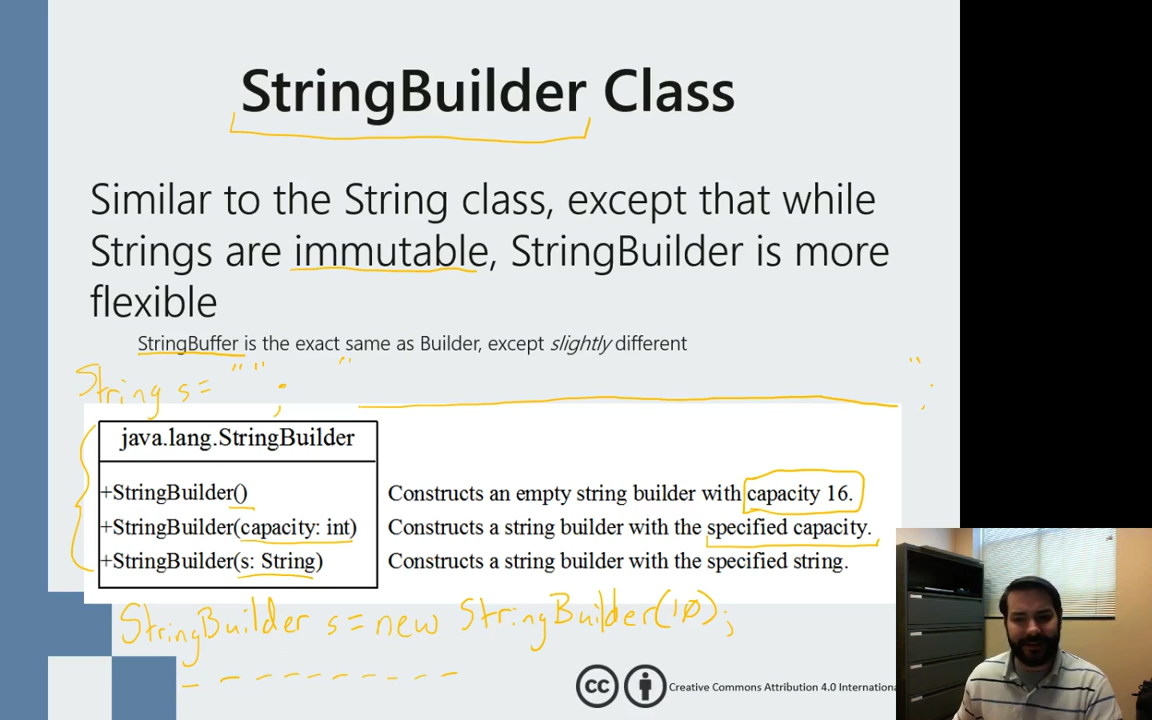 StringBuilder Class
Similar to the String class, except that while
Strings are immutable, StringBuilder is more
flexible
StringBuffer is the exact same as Builder, except slightly different
String s = " "; " ";
java.lang.StringBuilder
+StringBuilder() Constructs an empty string builder with capacity 16.
+StringBuilder(capacity: int) Constructs a string builder with the specified capacity.
+StringBuilder(s: String) Constructs a string builder with the specified string.
StringBuilder s = new StringBuilder(10);
cc Creative Commons Attribution 4.0 Internationa